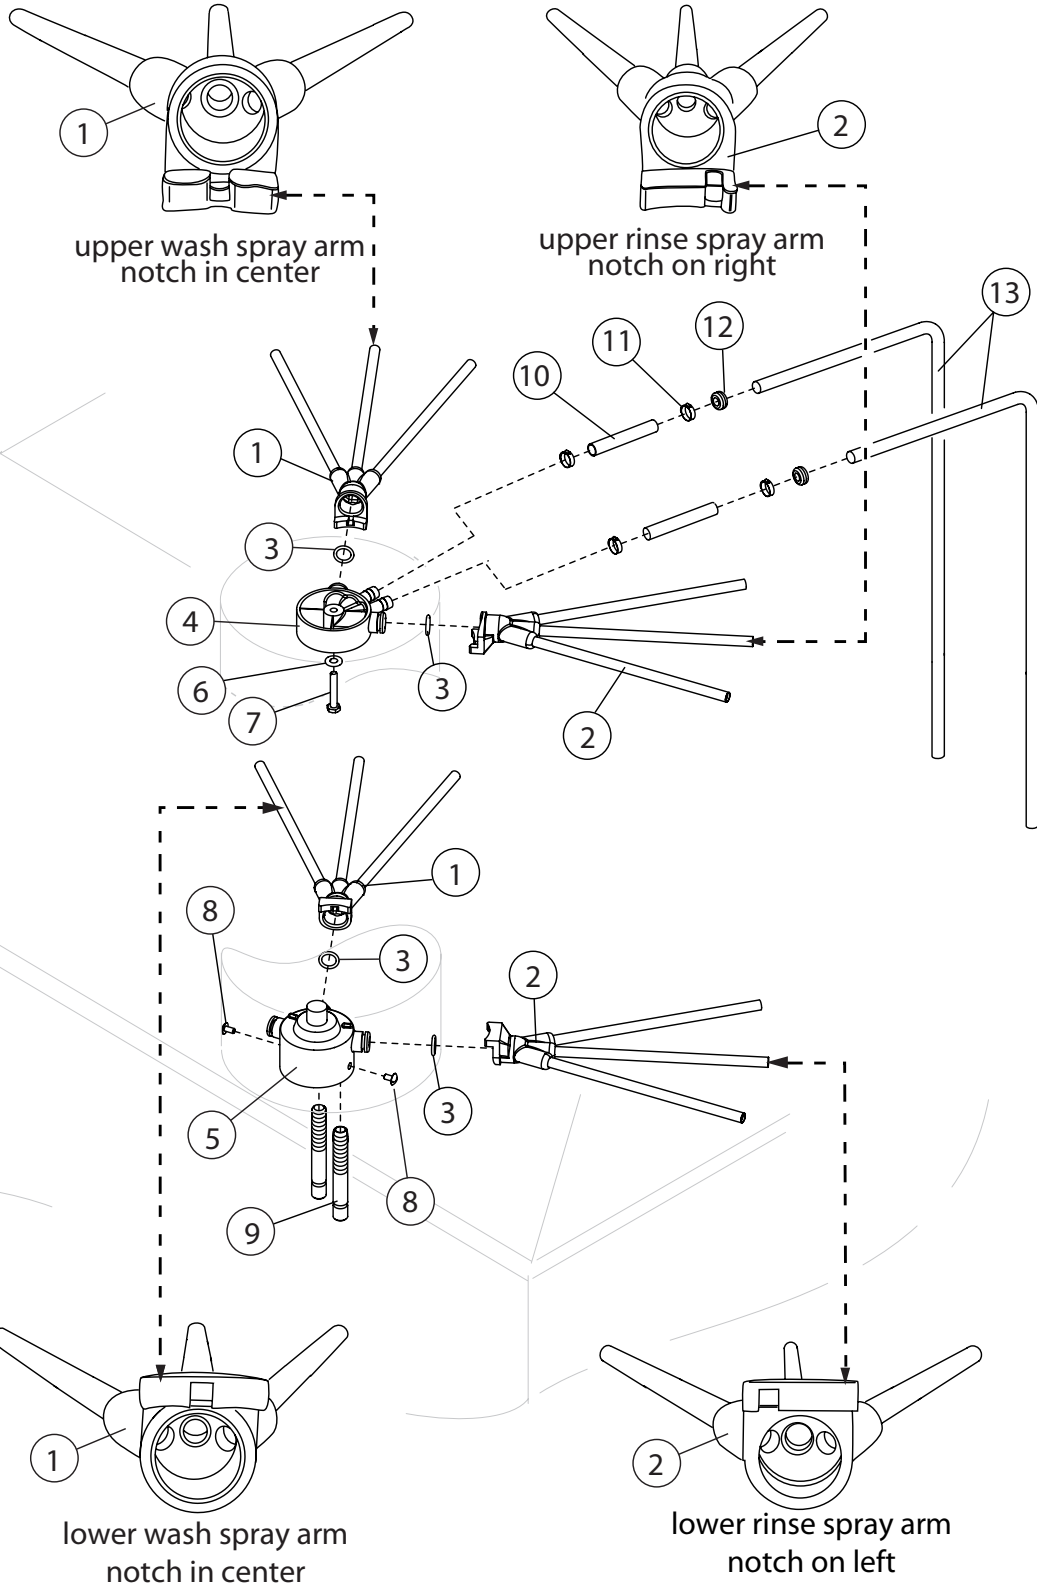 1
2
upper wash spray arm
notch in center
upper rinse spray arm
notch on right
13
12
11
10
1
3
4
6
3
7
2
1
8
3
2
5
3
8
9
1
2
lower wash spray arm
notch in center
lower rinse spray arm
notch on left